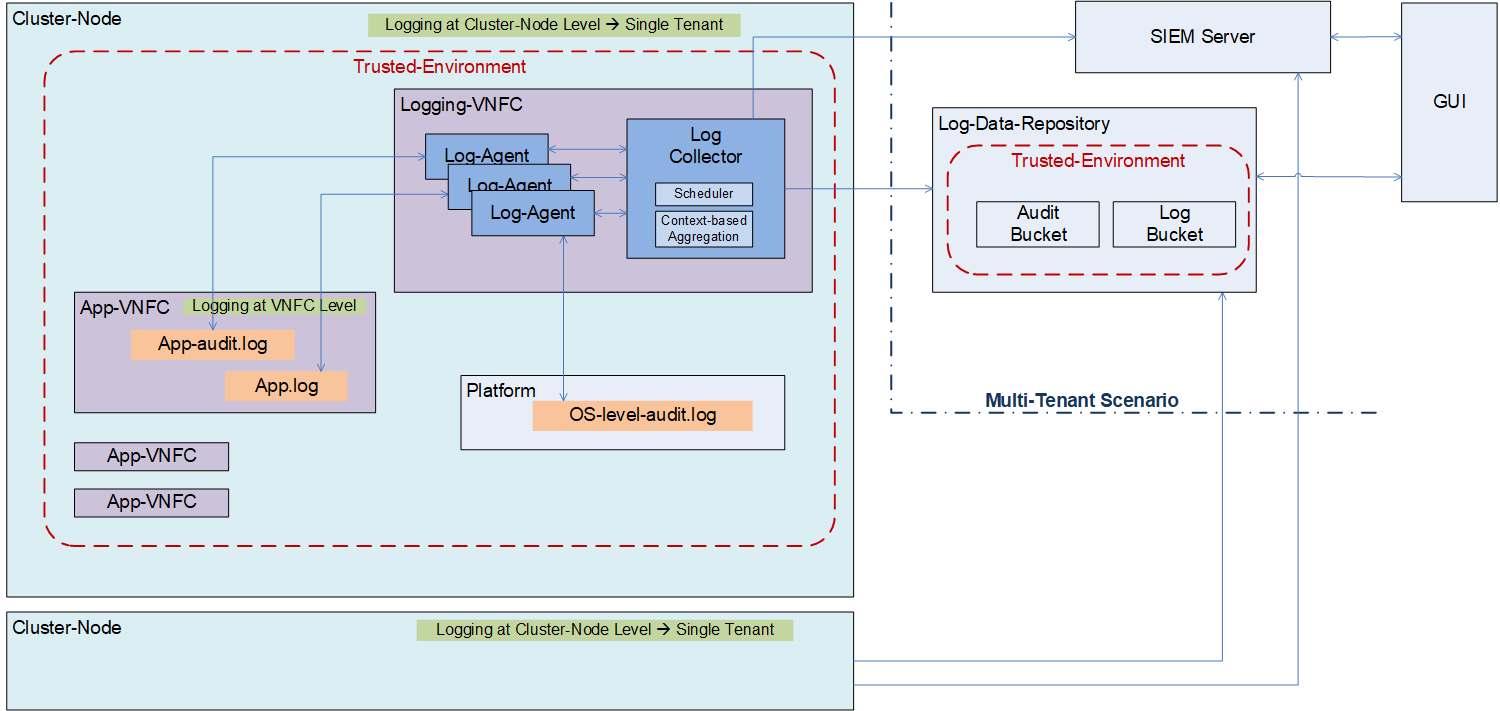 Cluster-Node
Logging at Cluster-Node Level → Single Tenant
Trusted-Environment
Logging-VNFC
Log-Agent
Log-Agent
Log-Agent
Log
Collector
Scheduler
Context-based
Aggregation
App-VNFC
Logging at VNFC Level
App-audit.log
App.log
Platform
OS-level-audit.log
App-VNFC
App-VNFC
SIEM Server
GUI
Log-Data-Repository
Trusted-Environment
Audit
Bucket
Log
Bucket
Multi-Tenant Scenario
Cluster-Node
Logging at Cluster-Node Level → Single Tenant